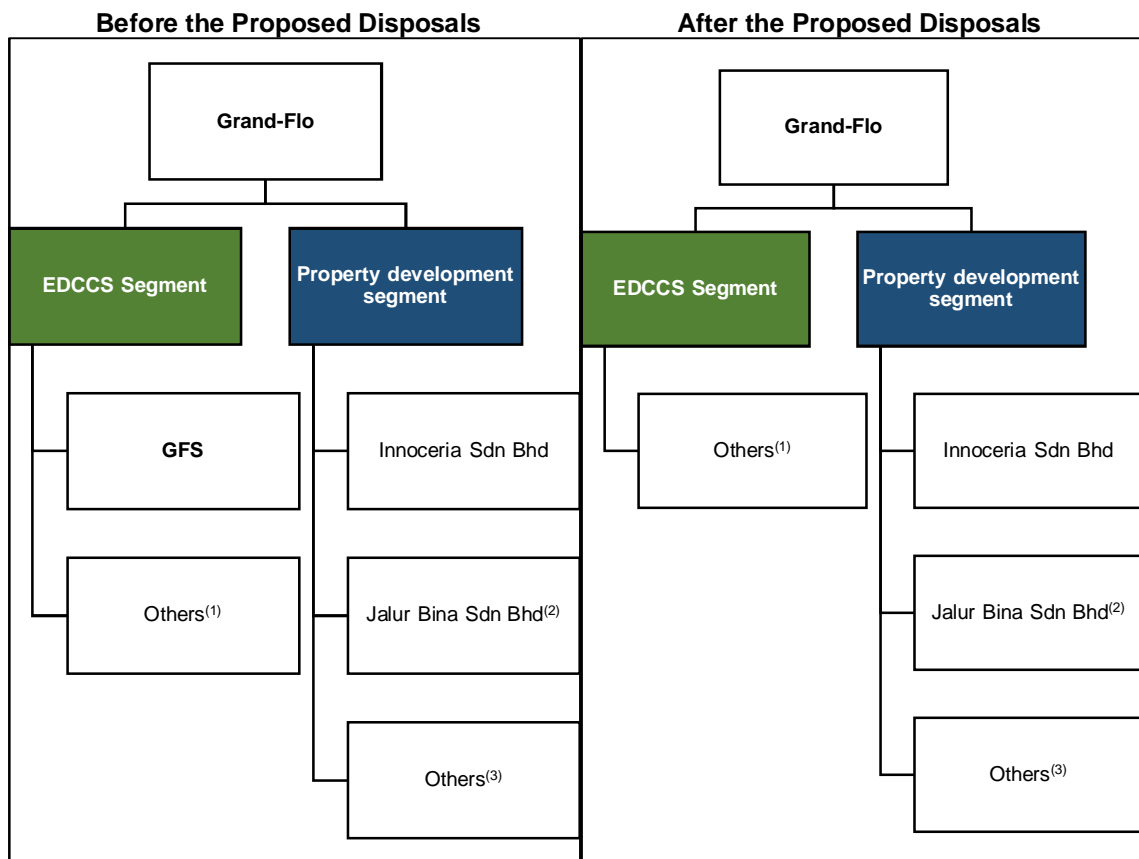 Before the Proposed Disposals
Grand-Flo
EDCCS Segment
Property development
segment
GFS
Innoceria Sdn Bhd
Others(1)
Jalur Bina Sdn Bhd(2)
Others(3)
After the Proposed Disposals
Grand-Flo
EDCCS Segment
Property development
segment
Others(1)
Innoceria Sdn Bhd
Jalur Bina Sdn Bhd(2)
Others(3)